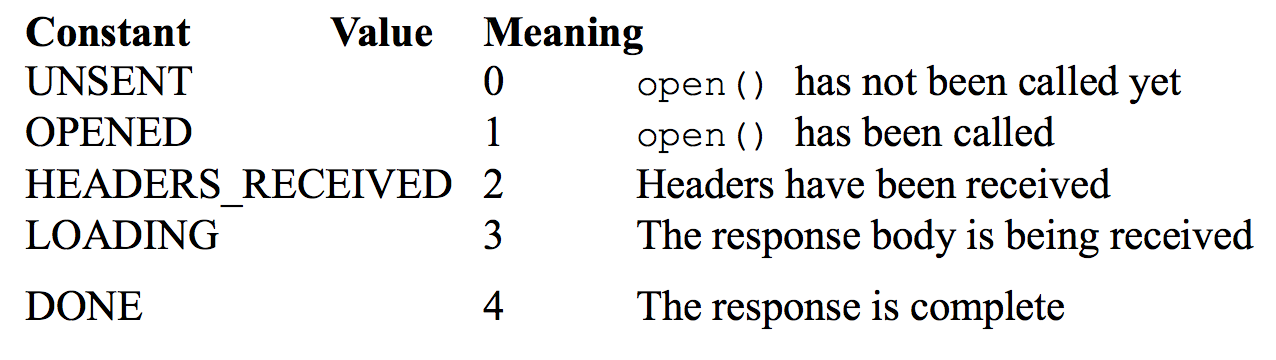 Constant Value Meaning
UNSENT 0 open() has not been called yet
OPENED 1 open() has been called
HEADERS_RECEIVED 2 Headers have been received
LOADING 3 The response body is being received
DONE 4 The response is complete